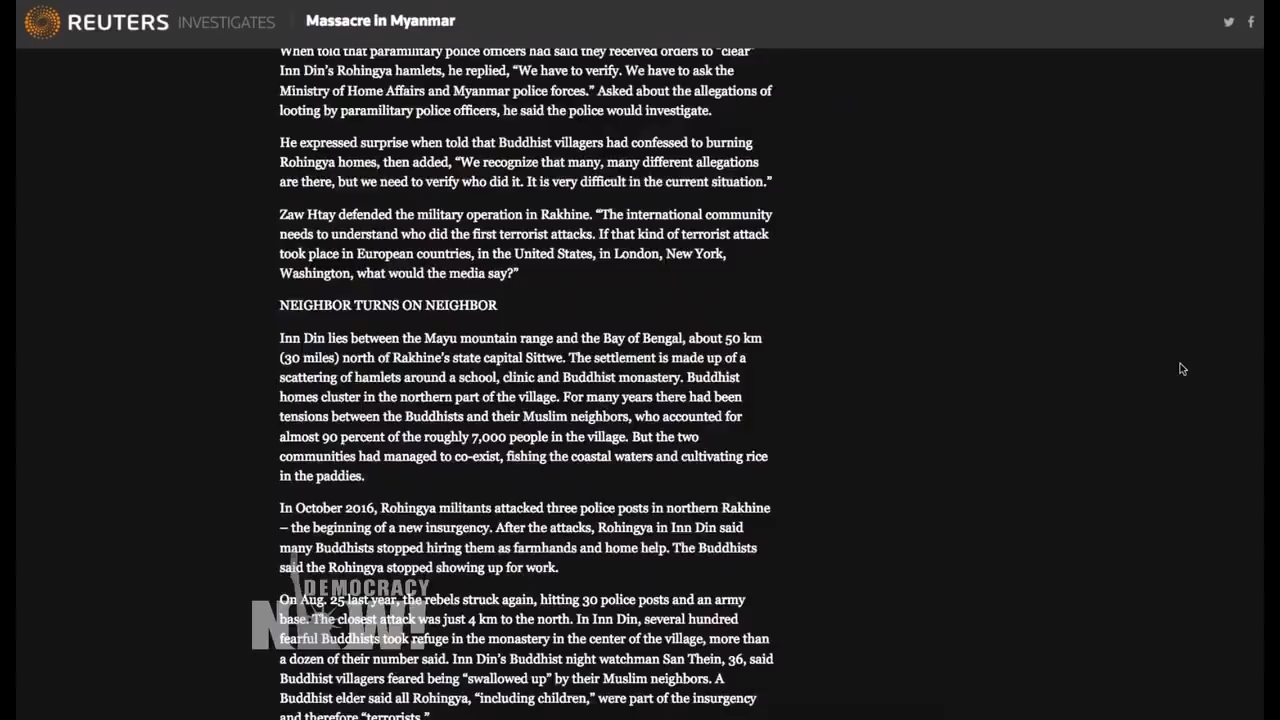 REUTERS INVESTIGATES Massacre in Myanmar
When told that paramilitary police officers had said they received orders to “clear”
Inn Din’s Rohingya hamlets, he replied, “We have to verify. We have to ask the
Ministry of Home Affairs and Myanmar police forces.” Asked about the allegations of
looting by paramilitary police officers, he said the police would investigate.
He expressed surprise when told that Buddhist villagers had confessed to burning
Rohingya homes, then added, “We recognize that many, many different allegations
are there, but we need to verify who did it. It is very difficult in the current situation.”
Zaw Htay defended the military operation in Rakhine. “The international community
needs to understand who did the first terrorist attacks. If that kind of terrorist attack
took place in European countries, in the United States, in London, New York,
Washington, what would the media say?”
NEIGHBOR TURNS ON NEIGHBOR
Inn Din lies between the Mayu mountain range and the Bay of Bengal, about 50 km
(30 miles) north of Rakhine’s state capital Sittwe. The settlement is made up of a
scattering of hamlets around a school, clinic and Buddhist monastery. Buddhist
homes cluster in the northern part of the village. For many years there had been
tensions between the Buddhists and their Muslim neighbors, who accounted for
almost 90 percent of the roughly 7,000 people in the village. But the two
communities had managed to co-exist, fishing the coastal waters and cultivating rice
in the paddies.
In October 2016, Rohingya militants attacked three police posts in northern Rakhine
– the beginning of a new insurgency. After the attacks, Rohingya in Inn Din said
many Buddhists stopped hiring them as farmhands and home help. The Buddhists
said the Rohingya stopped showing up for work.
On Aug. 25 last year, the rebels struck again, hitting 30 police posts and an army
base. The closest attack was just 4 km to the north. In Inn Din, several hundred
fearful Buddhists took refuge in the monastery in the center of the village, more than
a dozen of their number said. Inn Din’s Buddhist night watchman San Thein, 36, said
Buddhist villagers feared being “swallowed up” by their Muslim neighbors. A
Buddhist elder said all Rohingya, “including children,” were part of the insurgency
and therefore “terrorists.”
DEMOCRACY
NOW!